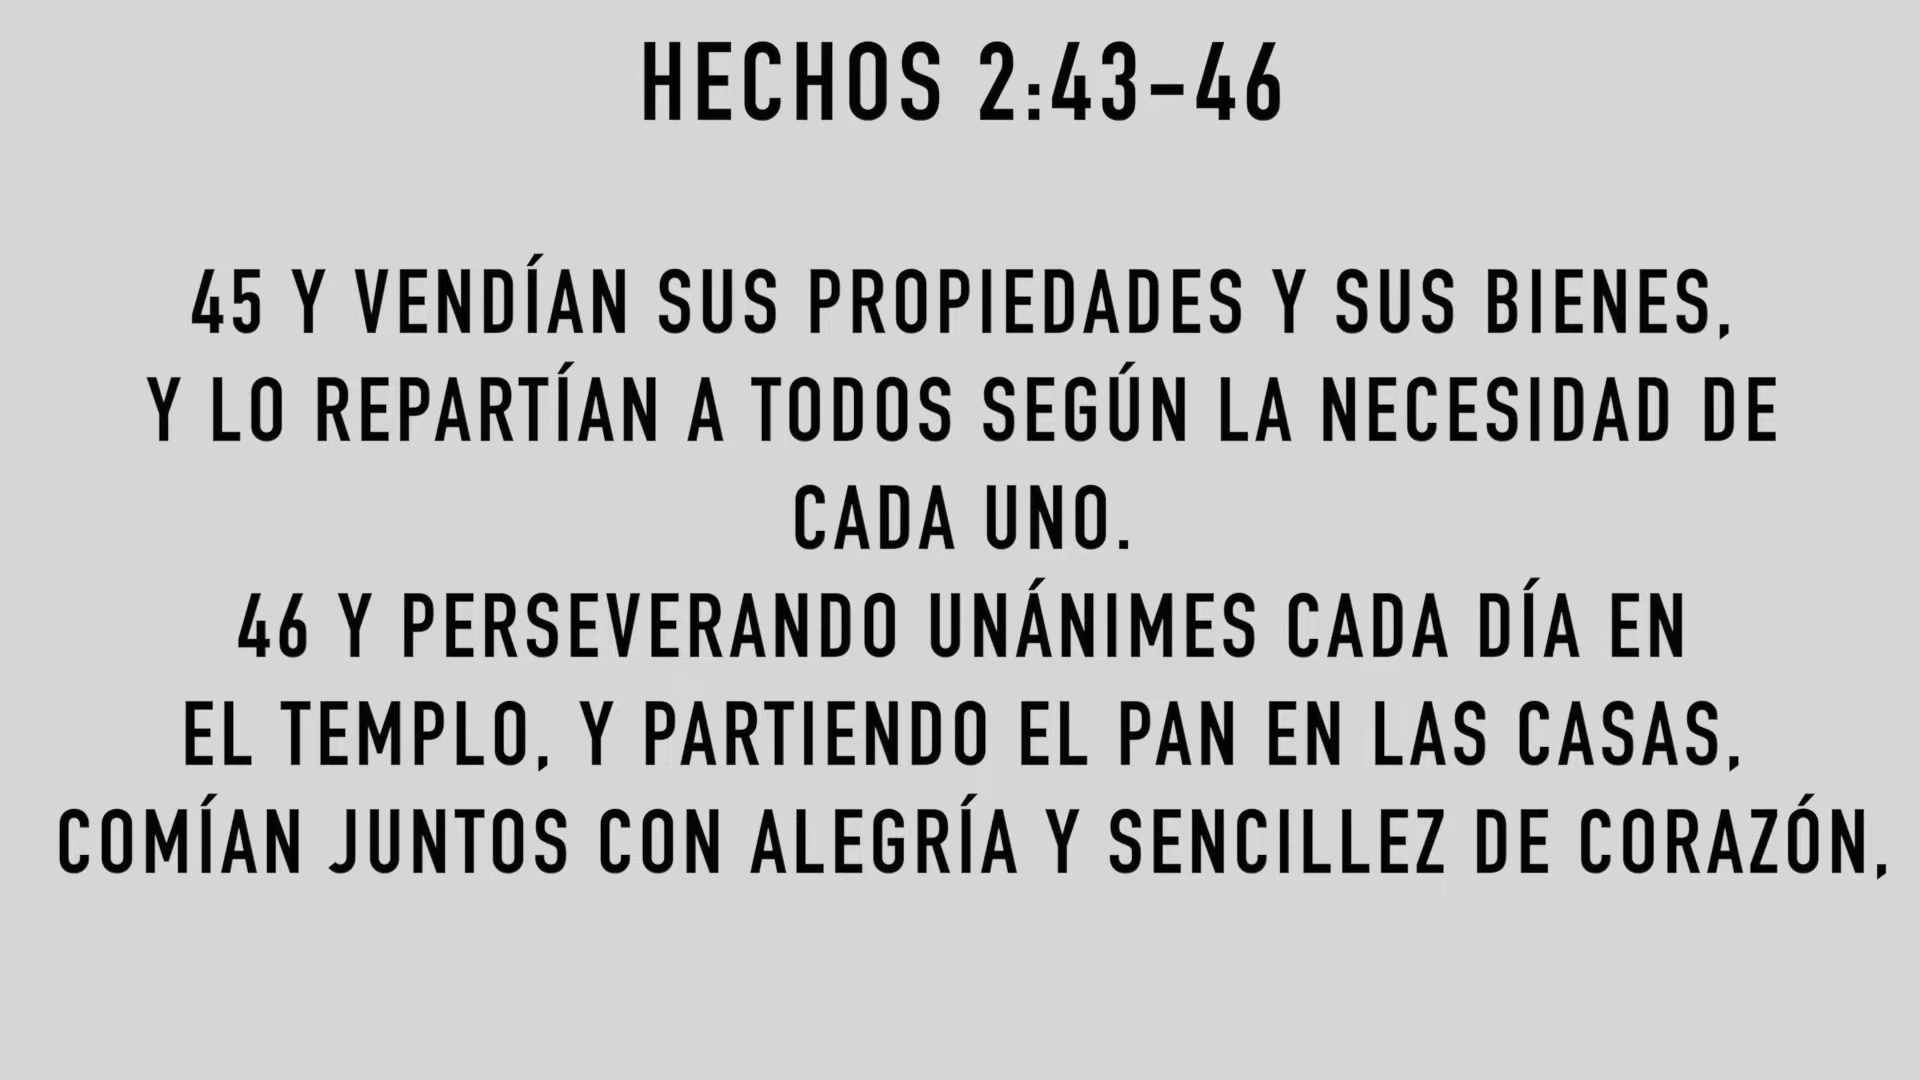 HECHOS 2:43-46
45 Y VENDÍAN SUS PROPIEDADES Y SUS BIENES,
Y LO REPARTÍAN A TODOS SEGÚN LA NECESIDAD DE
CADA UNO.
46 Y PERSEVERANDO UNÁNIMES CADA DÍA EN
EL TEMPLO, Y PARTIENDO EL PAN EN LAS CASAS,
COMÍAN JUNTOS CON ALEGRÍA Y SENCILLEZ DE CORAZÓN,